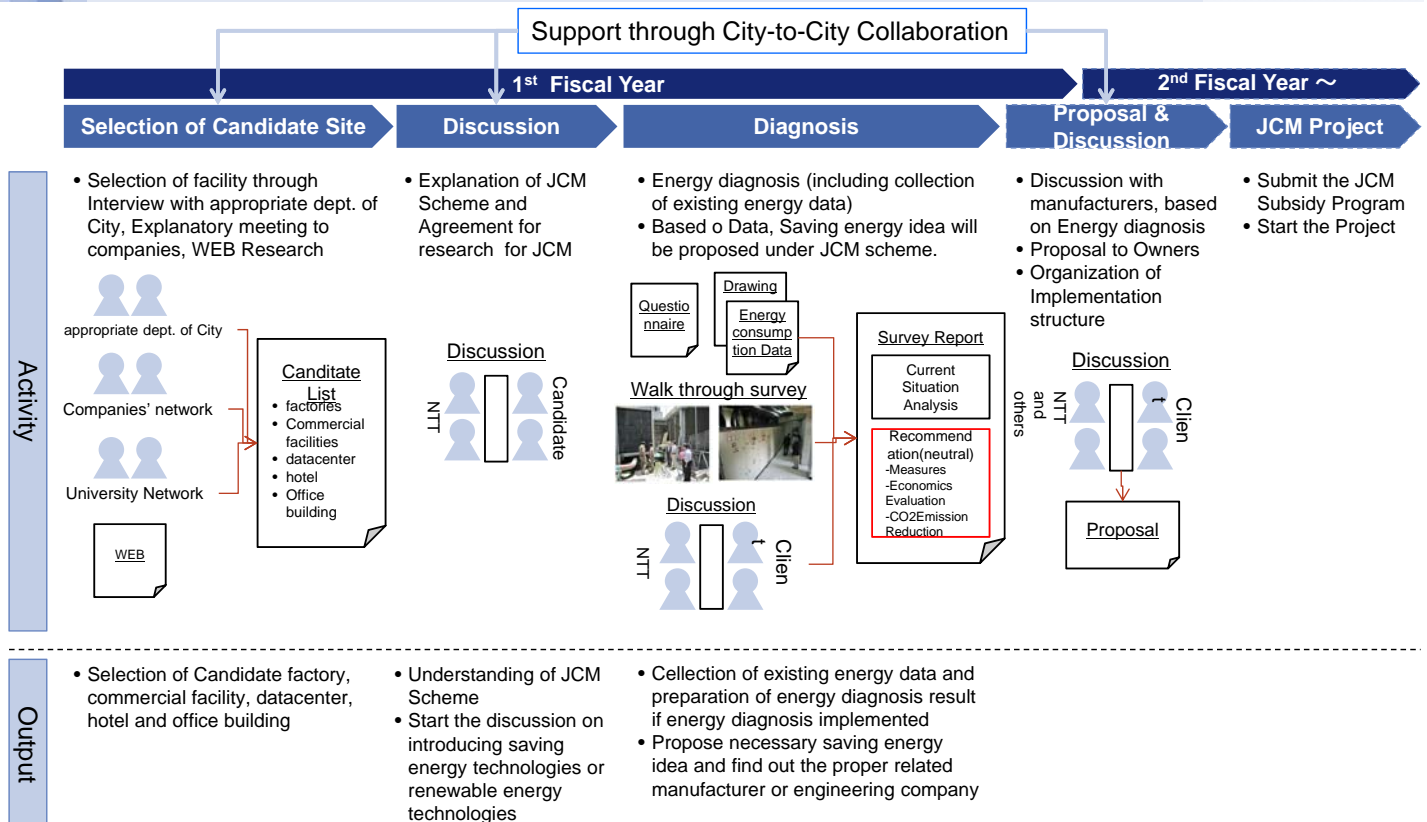 Support through City-to-City Collaboration
1st Fiscal Year
2nd Fiscal Year ～
Selection of Candidate Site
Discussion
Diagnosis
Proposal &
Discussion
JCM Project
Activity
• Selection of facility through
Interview with appropriate dept. of
City, Explanatory meeting to
companies, WEB Research
appropriate dept. of City
Companies' network
University Network
WEB
Canditate
List
• factories
• Commercial
facilities
• datacenter
• hotel
• Office
building
• Explanation of JCM
Scheme and
Agreement for
research for JCM
Discussion
NTT
Candidate
• Energy diagnosis (including collection
of existing energy data)
• Based o Data, Saving energy idea will
be proposed under JCM scheme.
Questio
nnaire
Drawing
Energy
consump
tion Data
Walk through survey
Discussion
NTT
Clien
t
Survey Report
Current
Situation
Analysis
Recommend
ation(neutral)
-Measures
-Economics
Evaluation
-CO2Emission
Reduction
• Discussion with
manufacturers, based
on Energy diagnosis
• Proposal to Owners
• Organization of
Implementation
structure
Discussion
NTT
and
others
Clien
t
Proposal
• Submit the JCM
Subsidy Program
• Start the Project
Output
• Selection of Candidate factory,
commercial facility, datacenter,
hotel and office building
• Understanding of JCM
Scheme
• Start the discussion on
introducing saving
energy technologies or
renewable energy
technologies
• Cellection of existing energy data and
preparation of energy diagnosis result
if energy diagnosis implemented
• Propose necessary saving energy
idea and find out the proper related
manufacturer or engineering company